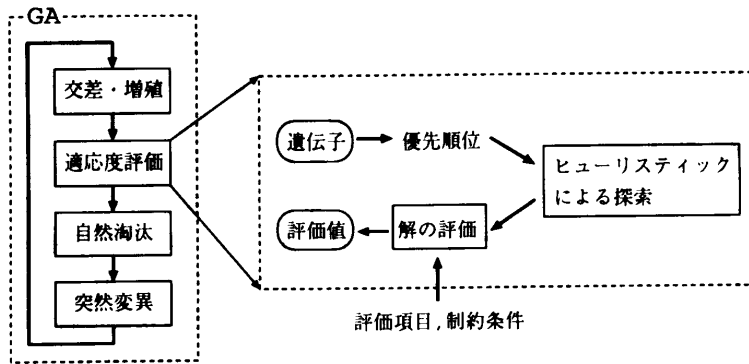 GA
交差・増殖
適応度評価
自然淘汰
突然変異
遺伝子
優先順位
ヒューリスティック
による探索
評価値
解の評価
評価項目,制約条件